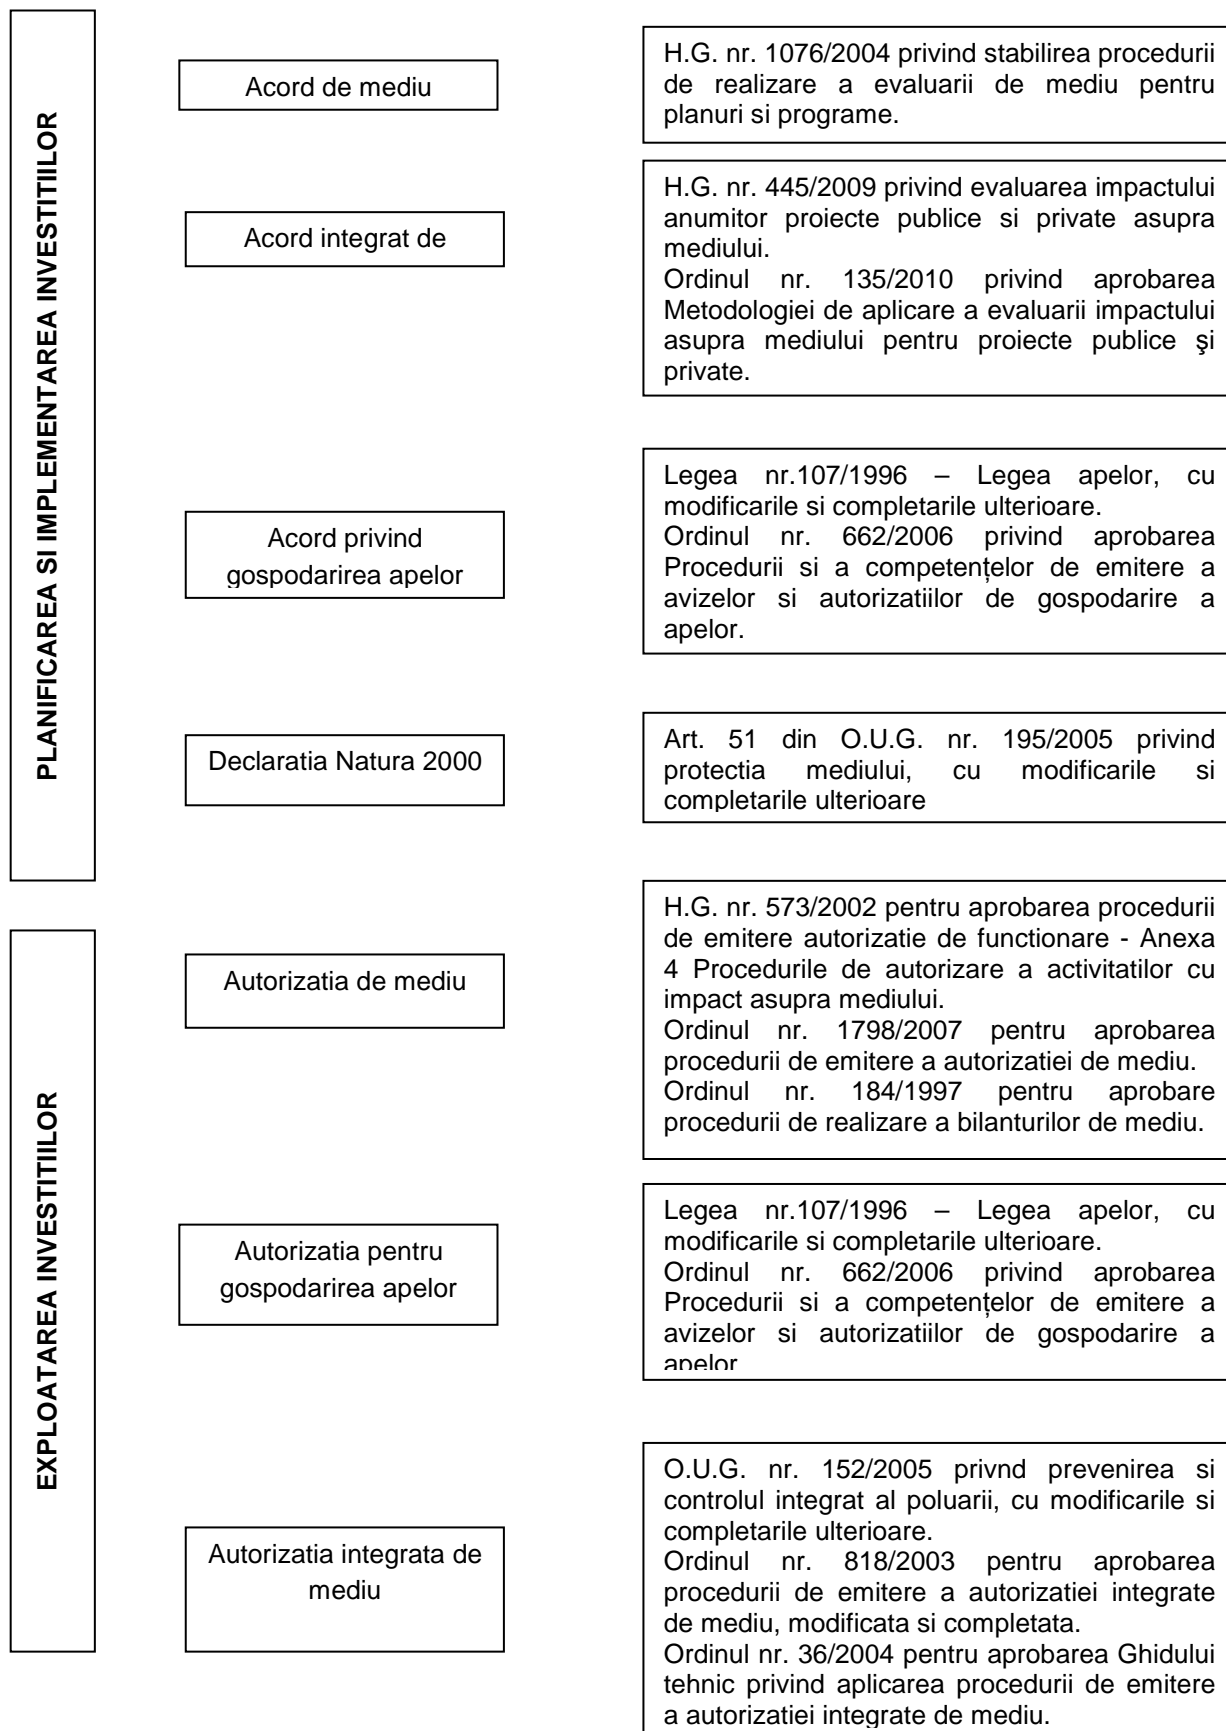 PLANIFICAREA SI IMPLEMENTAREA INVESTITIILOR
Acord de mediu
H.G. nr. 1076/2004 privind stabilirea procedurii
de realizare a evaluarii de mediu pentru
planuri si programe.
Acord integrat de
H.G. nr. 445/2009 privind evaluarea impactului
anumitor proiecte publice si private asupra
mediului.
Ordinul nr. 135/2010 privind aprobarea
Metodologiei de aplicare a evaluarii impactului
asupra mediului pentru proiecte publice şi
private.
Acord privind
gospodarirea apelor
Legea nr.107/1996 – Legea apelor, cu
modificarile si completarile ulterioare.
Ordinul nr. 662/2006 privind aprobarea
Procedurii si a competențelor de emitere a
avizelor si autorizatiilor de gospodarire a
apelor.
Declaratia Natura 2000
Art. 51 din O.U.G. nr. 195/2005 privind
protectia mediului, cu modificarile si
completarile ulterioare
EXPLOATAREA INVESTITIILOR
Autorizatia de mediu
H.G. nr. 573/2002 pentru aprobarea procedurii
de emitere autorizatie de functionare - Anexa
4 Procedurile de autorizare a activitatilor cu
impact asupra mediului.
Ordinul nr. 1798/2007 pentru aprobarea
procedurii de emitere a autorizatiei de mediu.
Ordinul nr. 184/1997 pentru aprobare
procedurii de realizare a bilanturilor de mediu.
Autorizatia pentru
gospodarirea apelor
Legea nr.107/1996 – Legea apelor, cu
modificarile si completarile ulterioare.
Ordinul nr. 662/2006 privind aprobarea
Procedurii si a competențelor de emitere a
avizelor si autorizatiilor de gospodarire a
apelor
Autorizatia integrata de
mediu
O.U.G. nr. 152/2005 privnd prevenirea si
controlul integrat al poluarii, cu modificarile si
completarile ulterioare.
Ordinul nr. 818/2003 pentru aprobarea
procedurii de emitere a autorizatiei integrate
de mediu, modificata si completata.
Ordinul nr. 36/2004 pentru aprobarea Ghidului
tehnic privind aplicarea procedurii de emitere
a autorizatiei integrate de mediu.